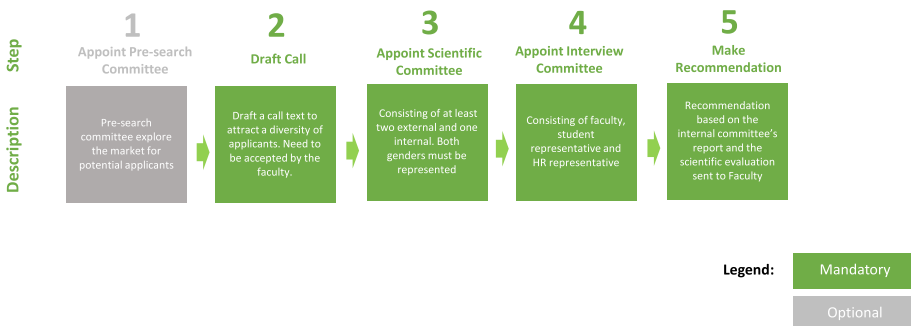 Step
1
Appoint Pre-search
Committee
2
Draft Call
3
Appoint Scientific
Committee
4
Appoint Interview
Committee
5
Make
Recommendation
Description
Pre-search
committee explore
the market for
potential applicants
Draft a call text to
attract a diversity of
applicants. Need to
be accepted by the
faculty.
Consisting of at least
two external and one
internal. Both
genders must be
represented
Consisting of faculty,
student
representative and
HR representative
Recommendation
based on the
internal committee's
report and the
scientific evaluation
sent to Faculty
Legend:
Mandatory
Optional